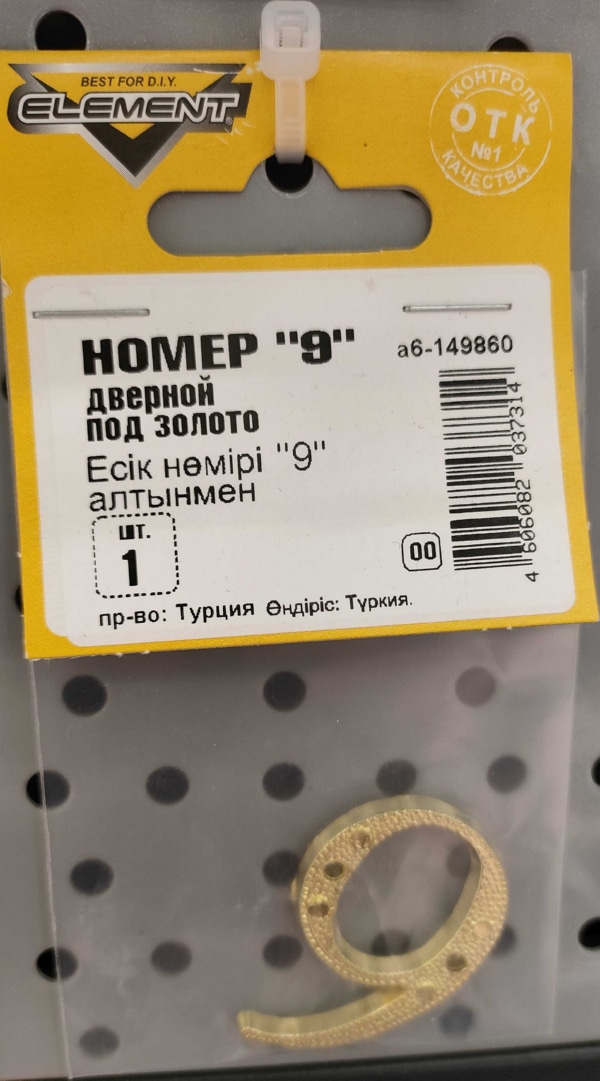 BEST FOR D.I.Y.
ELEMENT®
КОНТРОЛЬ
ОТК
№1
КАЧЕСТВА
НОМЕР "9"
а6-149860
дверной
под золото
Есік нөмірі "9"
алтынмен
шт.
1
00
4 606082 037314
пр-во: Турция Өндіріс: Түркия.
9